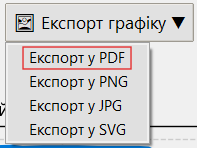 Експорт графіку ▼
Експорт у PDF
Експорт у PNG
Експорт у JPG
Експорт у SVG